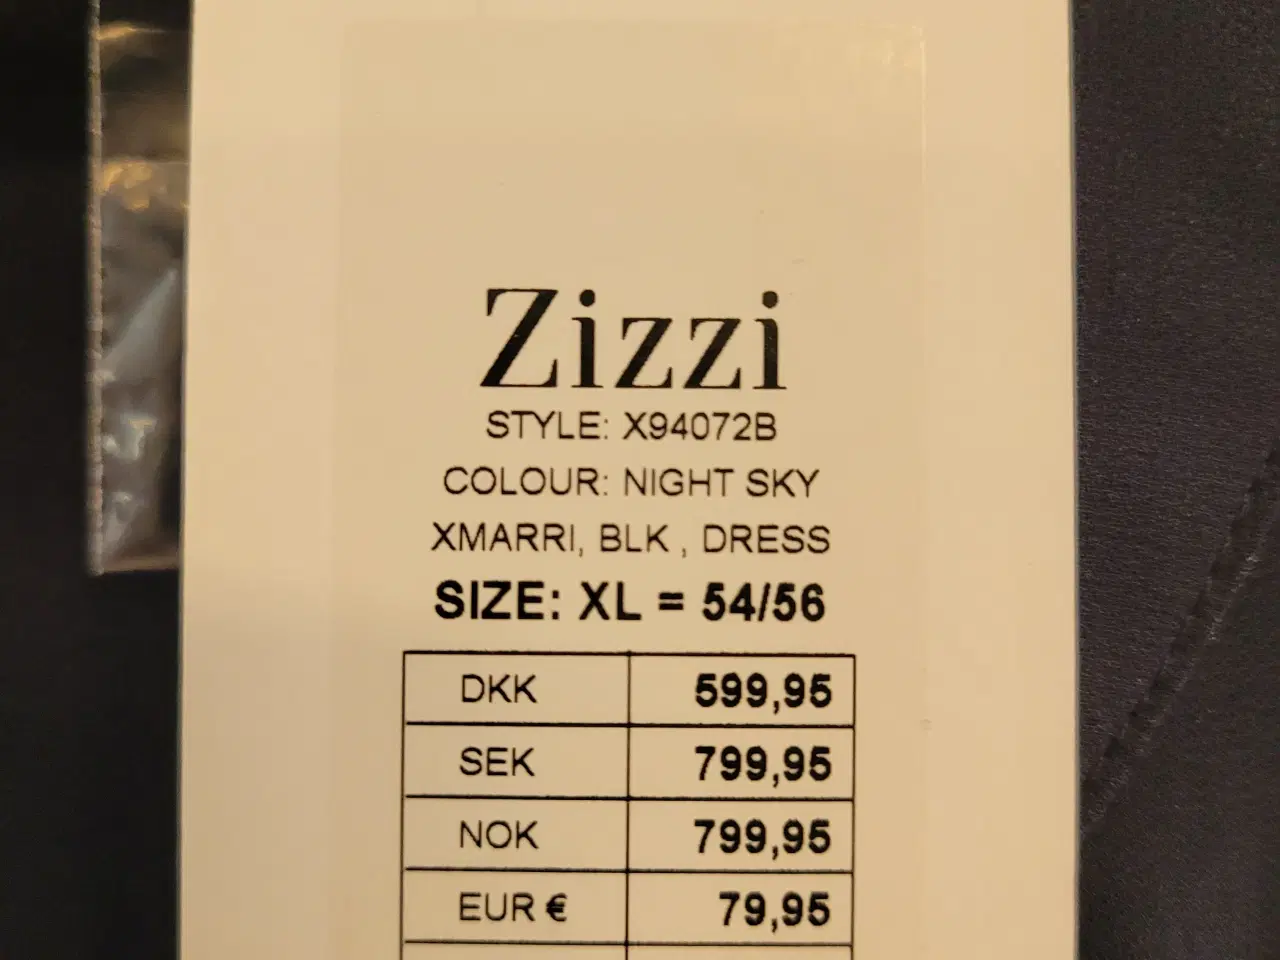 Zizzi
STYLE: X94072B
COLOUR: NIGHT SKY
XMARRI, BLK , DRESS
SIZE: XL = 54/56
DKK 599,95
SEK 799,95
NOK 799,95
EUR € 79,95